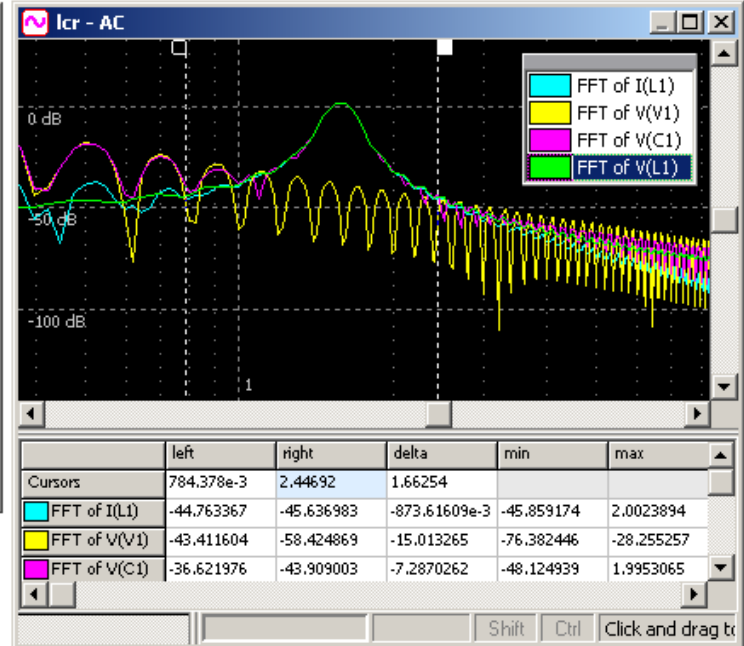 lcr - AC
0 dB
-50 dB
-100 dB
1
FFT of I(L1)
FFT of V(V1)
FFT of V(C1)
FFT of V(L1)
left right delta min max
Cursors 784.378e-3 2.44692 1.66254
FFT of I(L1) -44.763367 -45.636983 -873.61609e-3 -45.859174 2.0023894
FFT of V(V1) -43.411604 -58.424869 -15.013265 -76.382446 -28.255257
FFT of V(C1) -36.621976 -43.909003 -7.2870262 -48.124939 1.9953065
Shift Ctrl Click and drag to